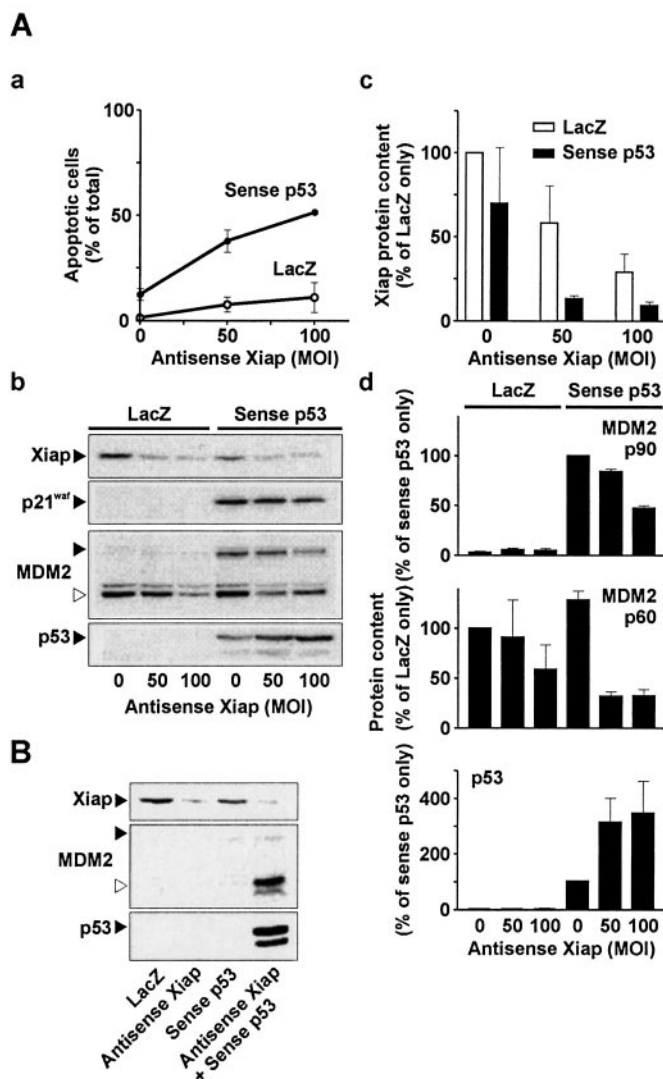 A
a
Apoptotic cells
(% of total)
100
50
0
Sense p53
LacZ
0 50 100
Antisense Xiap (MOI)
c
Xiap protein content
(% of LacZ only)
100
75
50
25
0
LacZ
Sense p53
0 50 100
Antisense Xiap (MOI)
b
LacZ Sense p53
Xiap
p21waf
MDM2
p53
0 50 100 0 50 100
Antisense Xiap (MOI)
d
LacZ Sense p53
Protein content
(% of sense p53 only)
100
50
0
MDM2
p90
(% of LacZ only)
100
50
0
MDM2
p60
(% of sense p53 only)
400
200
0
p53
0 50 100 0 50 100
Antisense Xiap (MOI)
B
Xiap
MDM2
p53
LacZ
Antisense Xiap
Sense p53
Antisense Xiap
+ Sense p53